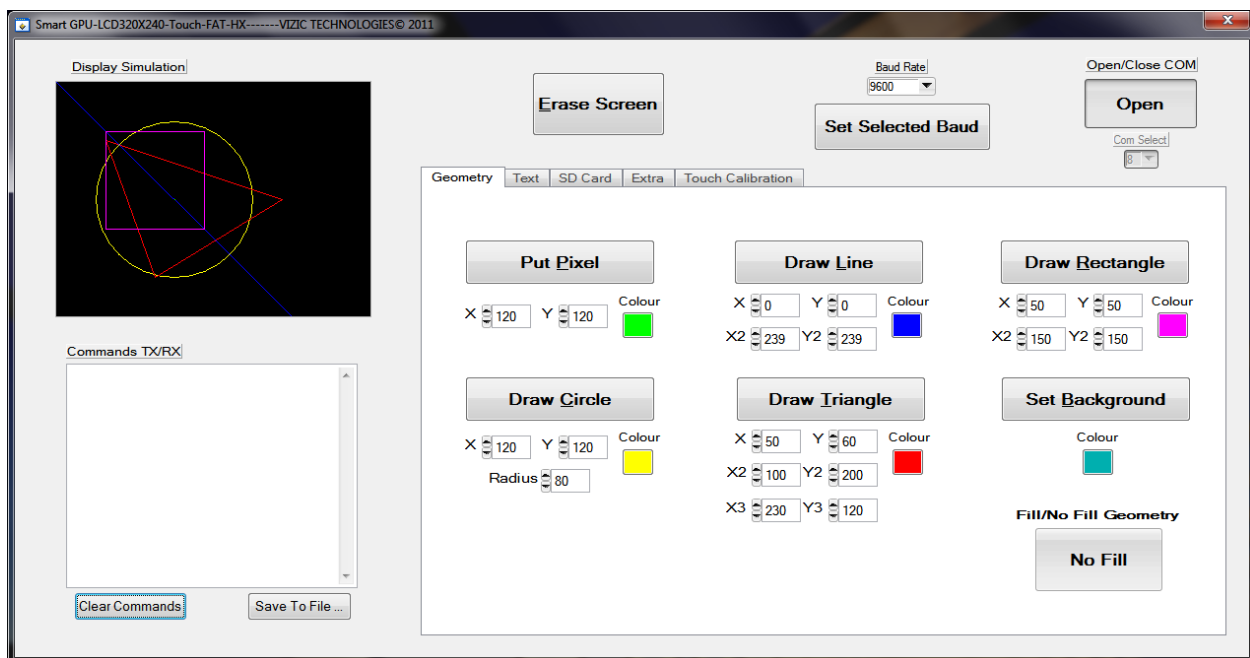 Smart GPU-LCD320X240-Touch-FAT-HX-------VIZIC TECHNOLOGIES© 2011
Display Simulation
Erase Screen
Baud Rate
9600
Set Selected Baud
Open/Close COM
Open
Com Select
8
Geometry Text SD Card Extra Touch Calibration
Put Pixel Draw Line Draw Rectangle
X 120 Y 120 Colour X 0 Y 0 Colour X 50 Y 50 Colour
X2 239 Y2 239 X2 150 Y2 150
Commands TX/RX
Draw Circle Draw Triangle Set Background
X 120 Y 120 Colour X 50 Y 60 Colour Colour
Radius 80 X2 100 Y2 200
X3 230 Y3 120 Fill/No Fill Geometry
No Fill
Clear Commands Save To File ...